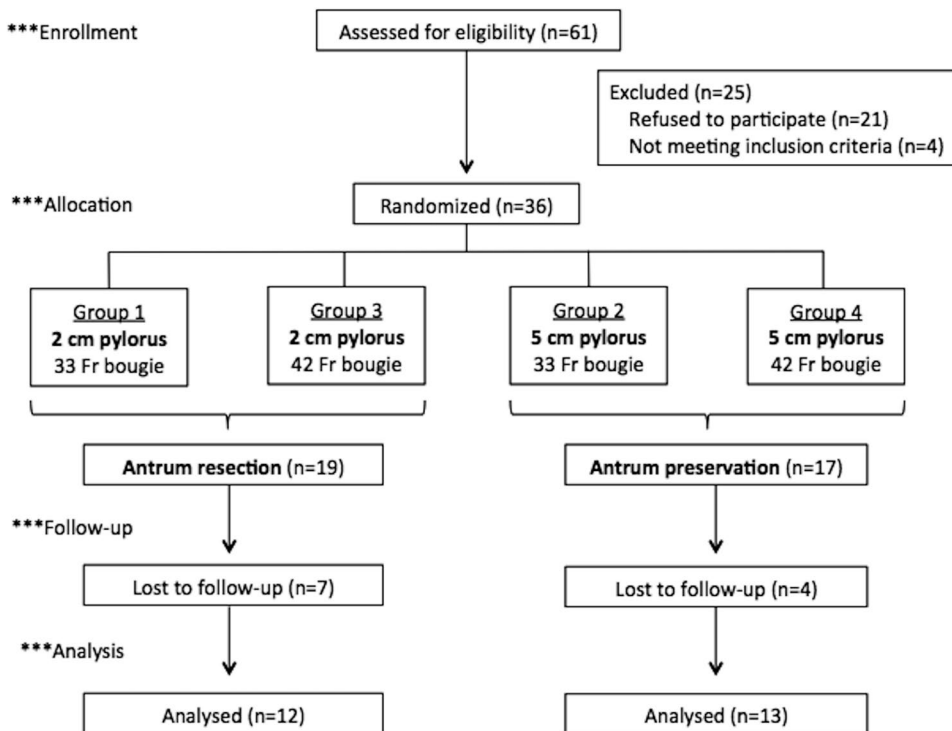 ***Enrollment
Assessed for eligibility (n=61)
Excluded (n=25)
Refused to participate (n=21)
Not meeting inclusion criteria (n=4)
***Allocation
Randomized (n=36)
Group 1
2 cm pylorus
33 Fr bougie
Group 3
2 cm pylorus
42 Fr bougie
Group 2
5 cm pylorus
33 Fr bougie
Group 4
5 cm pylorus
42 Fr bougie
Antrum resection (n=19)
Antrum preservation (n=17)
***Follow-up
Lost to follow-up (n=7)
Lost to follow-up (n=4)
***Analysis
Analysed (n=12)
Analysed (n=13)